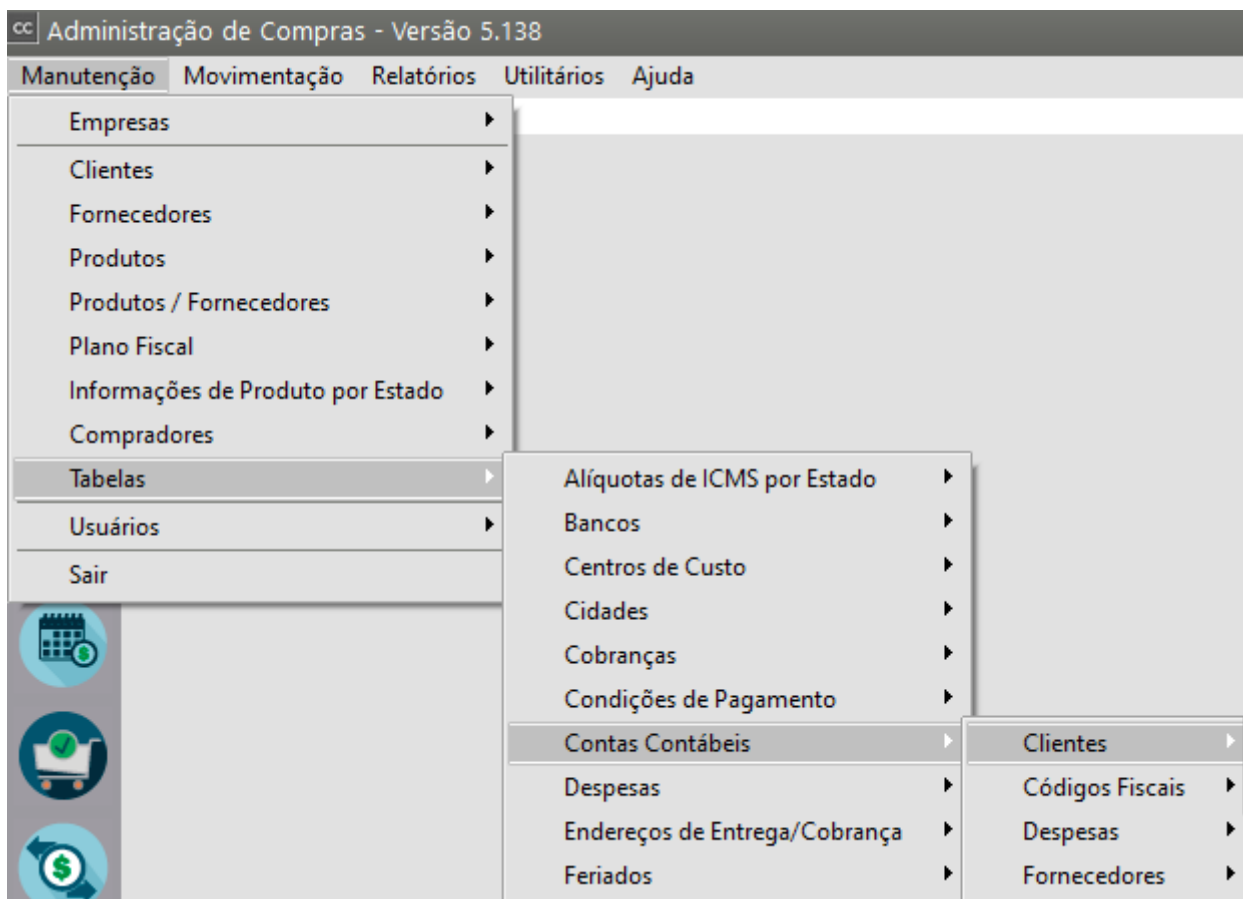 cc Administração de Compras - Versão 5.138
Manutenção Movimentação Relatórios Utilitários Ajuda
Empresas
Clientes
Fornecedores
Produtos
Produtos / Fornecedores
Plano Fiscal
Informações de Produto por Estado
Compradores
Tabelas
Usuários
Sair
Alíquotas de ICMS por Estado
Bancos
Centros de Custo
Cidades
Cobranças
Condições de Pagamento
Contas Contábeis
Despesas
Endereços de Entrega/Cobrança
Feriados
Clientes
Códigos Fiscais
Despesas
Fornecedores
$
$